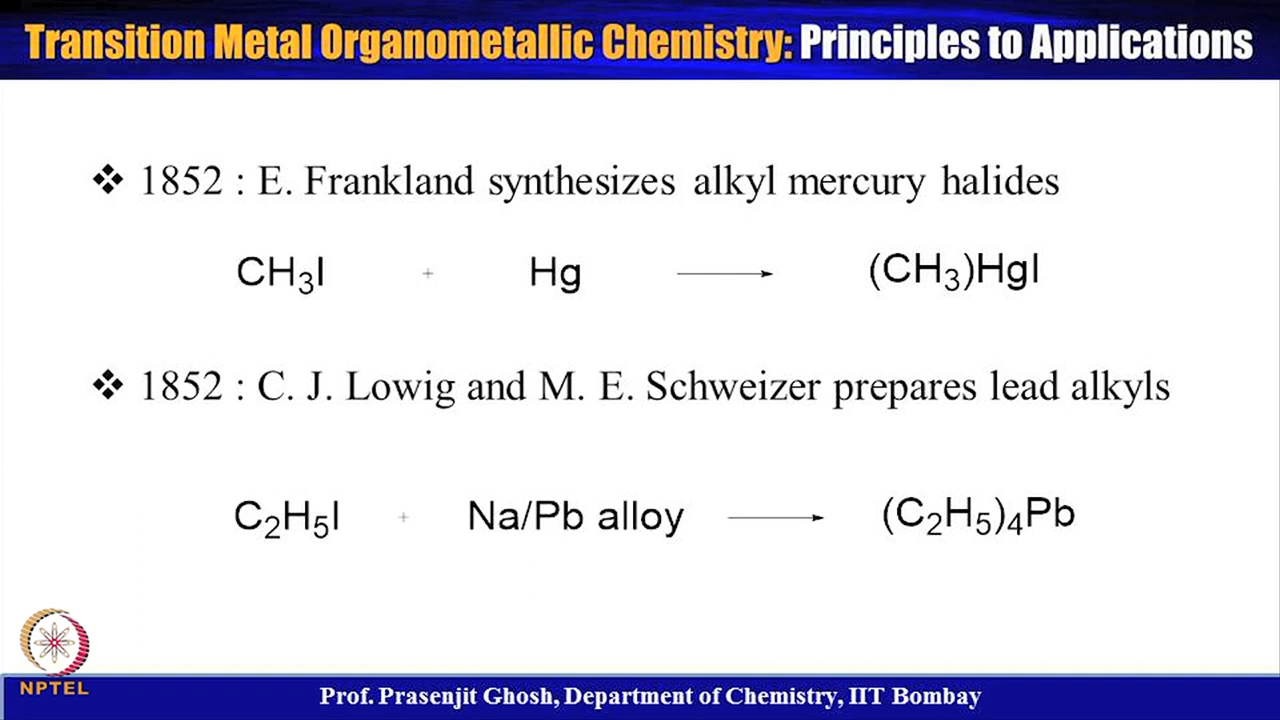 Transition Metal Organometallic Chemistry: Principles to Applications
❖ 1852 : E. Frankland synthesizes alkyl mercury halides
CH₃I + Hg ⟶ (CH₃)HgI
❖ 1852 : C. J. Lowig and M. E. Schweizer prepares lead alkyls
C₂H₅I + Na/Pb alloy ⟶ (C₂H₅)₄Pb
NPTEL
Prof. Prasenjit Ghosh, Department of Chemistry, IIT Bombay